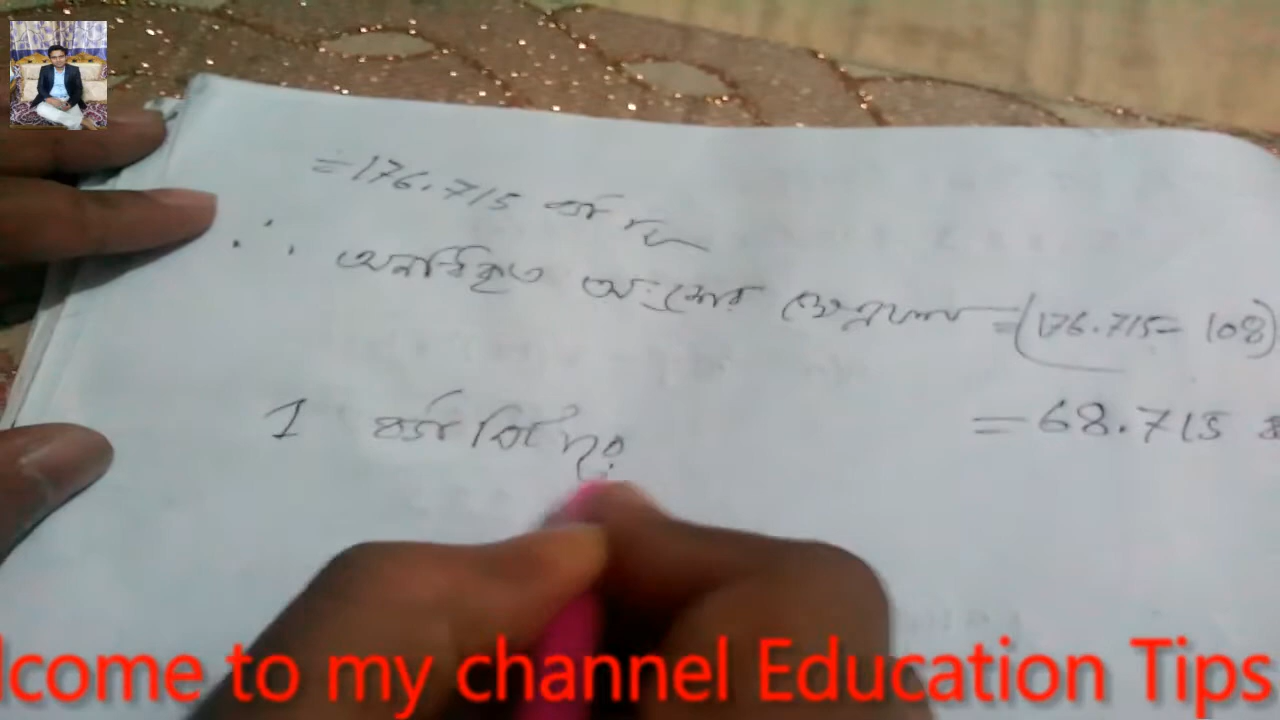 = 176.715 বর্গ
∴ অনধিকৃত অংশের ক্ষেত্রফল = (176.715 - 108)
= 68.715 ব
1 বর্গ
lcome to my channel Education Tips